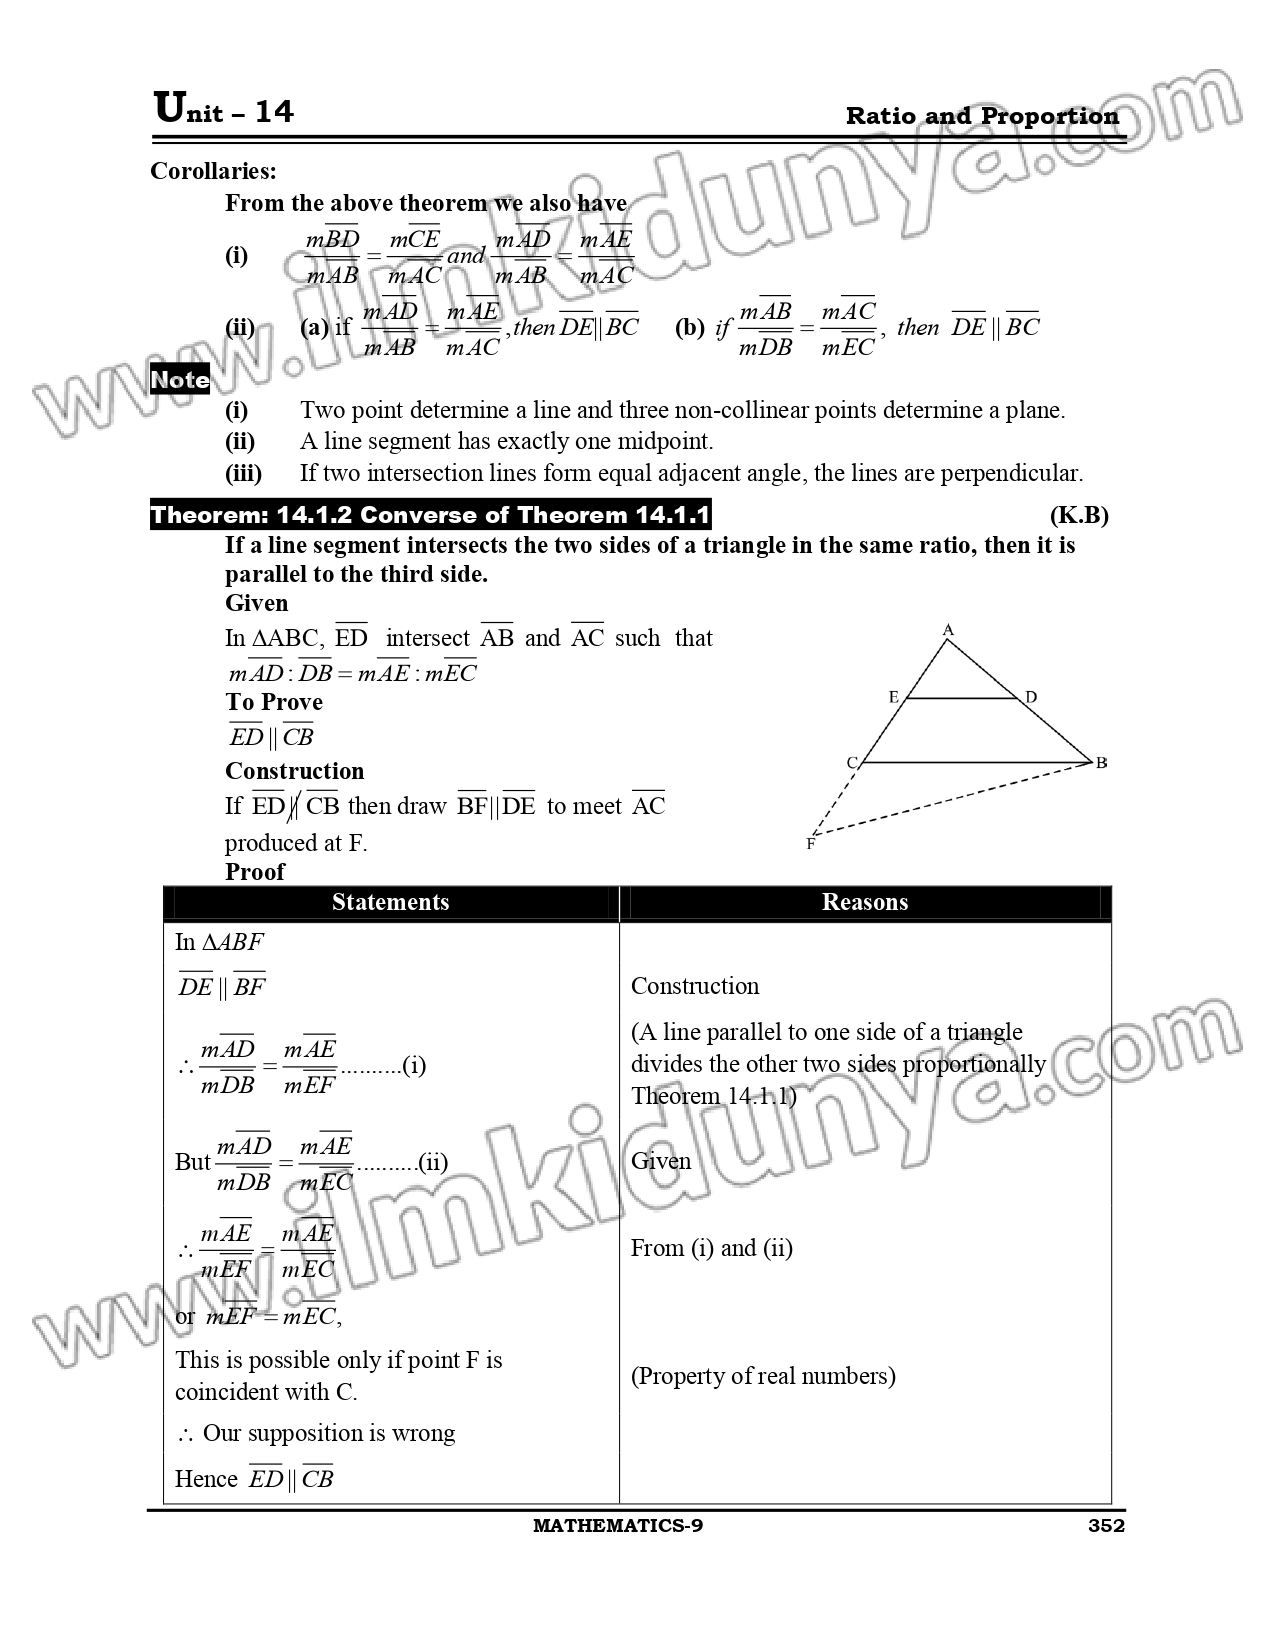 Unit – 14 Ratio and Proportion
Corollaries:
From the above theorem we also have
(i) $\frac{m\overline{BD}}{m\overline{AB}} = \frac{m\overline{CE}}{m\overline{AC}} and \frac{m\overline{AD}}{m\overline{AB}} = \frac{m\overline{AE}}{m\overline{AC}}$
(ii) (a) if $\frac{m\overline{AD}}{m\overline{AB}} = \frac{m\overline{AE}}{m\overline{AC}}, then \overline{DE} || \overline{BC}$ (b) $if \frac{m\overline{AB}}{m\overline{DB}} = \frac{m\overline{AC}}{m\overline{EC}}, then \overline{DE} || \overline{BC}$
Note
(i) Two point determine a line and three non-collinear points determine a plane.
(ii) A line segment has exactly one midpoint.
(iii) If two intersection lines form equal adjacent angle, the lines are perpendicular.
Theorem: 14.1.2 Converse of Theorem 14.1.1 (K.B)
If a line segment intersects the two sides of a triangle in the same ratio, then it is
parallel to the third side.
Given
In ΔABC, $\overline{ED}$ intersect $\overline{AB}$ and $\overline{AC}$ such that
$m\overline{AD} : \overline{DB} = m\overline{AE} : m\overline{EC}$
To Prove
$\overline{ED} || \overline{CB}$
Construction
If $\overline{ED} \not\parallel \overline{CB}$ then draw $\overline{BF} || \overline{DE}$ to meet $\overline{AC}$
produced at F.
A
E D
C B
F
Proof
Statements Reasons
In ΔABF
$\overline{DE} || \overline{BF}$ Construction
$\therefore \frac{m\overline{AD}}{m\overline{DB}} = \frac{m\overline{AE}}{m\overline{EF}}$..........(i)
(A line parallel to one side of a triangle
divides the other two sides proportionally
Theorem 14.1.1)
But $\frac{m\overline{AD}}{m\overline{DB}} = \frac{m\overline{AE}}{m\overline{EC}}$..........(ii) Given
$\therefore \frac{m\overline{AE}}{m\overline{EF}} = \frac{m\overline{AE}}{m\overline{EC}}$ From (i) and (ii)
or $m\overline{EF} = m\overline{EC}$,
This is possible only if point F is
coincident with C.
(Property of real numbers)
∴ Our supposition is wrong
Hence $\overline{ED} || \overline{CB}$
MATHEMATICS-9 352
www.ilmkidunya.com
www.ilmkidunya.com